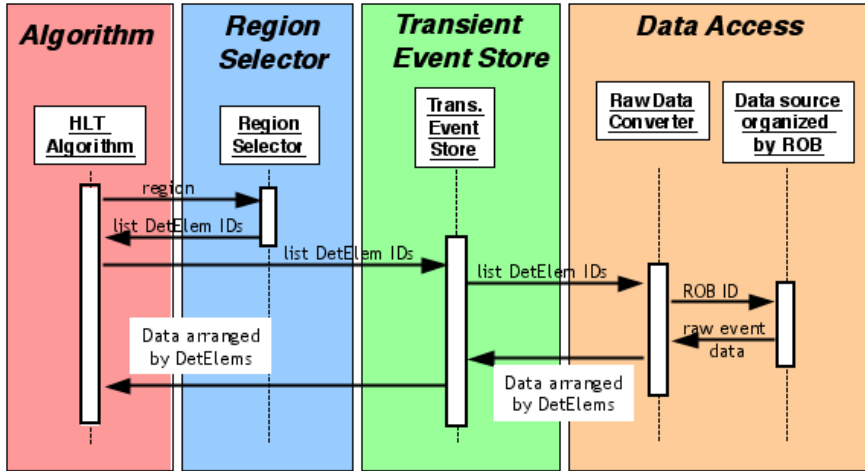 Algorithm
Region
Selector
Transient
Event Store
Data Access
HLT
Algorithm
Region
Selector
Trans.
Event
Store
Raw Data
Converter
Data source
organized
by ROB
region
list DetElem IDs
list DetElem IDs
list DetElem IDs
ROB ID
raw event
data
Data arranged
by DetElems
Data arranged
by DetElems